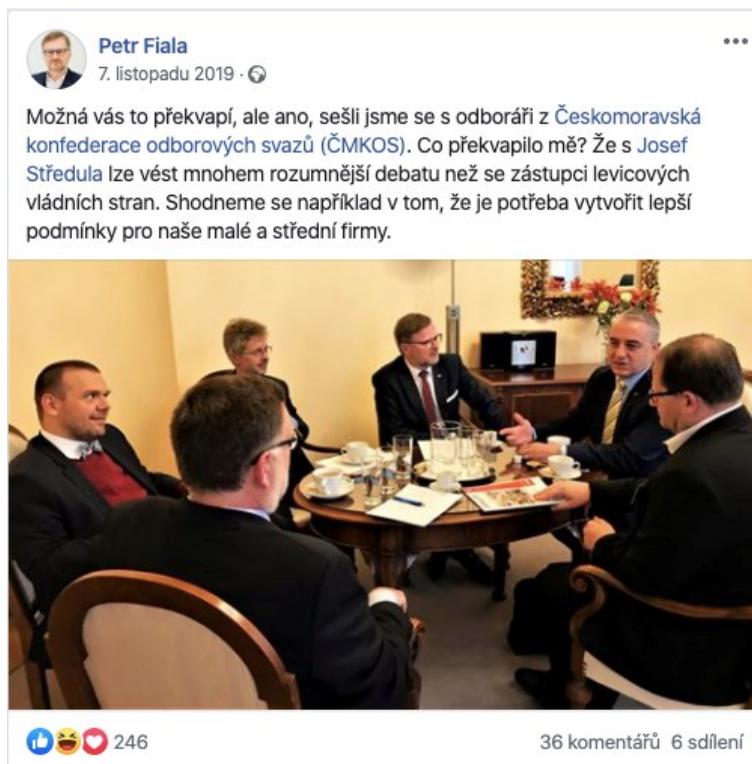 Petr Fiala
7. listopadu 2019 ·
Možná vás to překvapí, ale ano, sešli jsme se s odboráři z Českomoravská
konfederace odborových svazů (ČMKOS). Co překvapilo mě? Že s Josef
Středula lze vést mnohem rozumnější debatu než se zástupci levicových
vládních stran. Shodneme se například v tom, že je potřeba vytvořit lepší
podmínky pro naše malé a střední firmy.
246
36 komentářů 6 sdílení